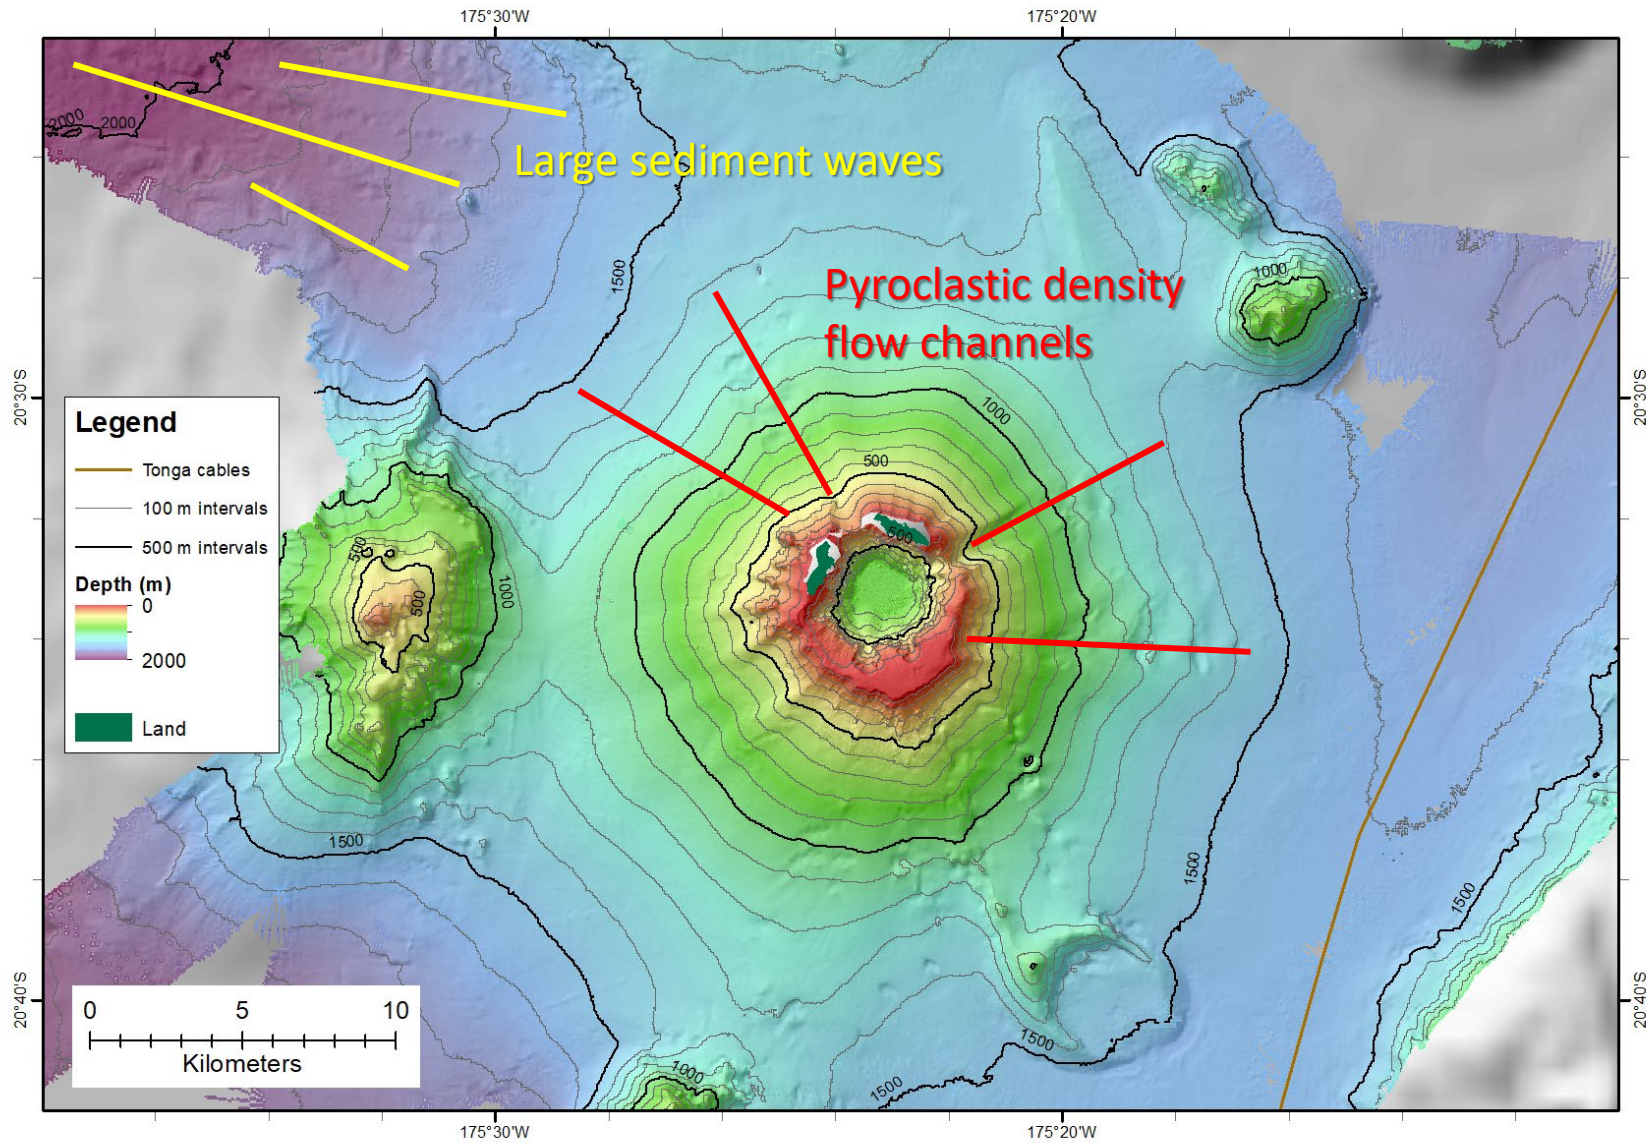 175°30'W
175°20'W
2000
2000
Large sediment waves
1500
1000
Pyroclastic density
flow channels
20°30'S
20°30'S
1000
Legend
Tonga cables
100 m intervals
500 m intervals
Depth (m)
0
2000
Land
500
500
500
500
1000
1500
1500
1500
20°40'S
20°40'S
0
5
10
Kilometers
1500
1000
1500
175°30'W
175°20'W